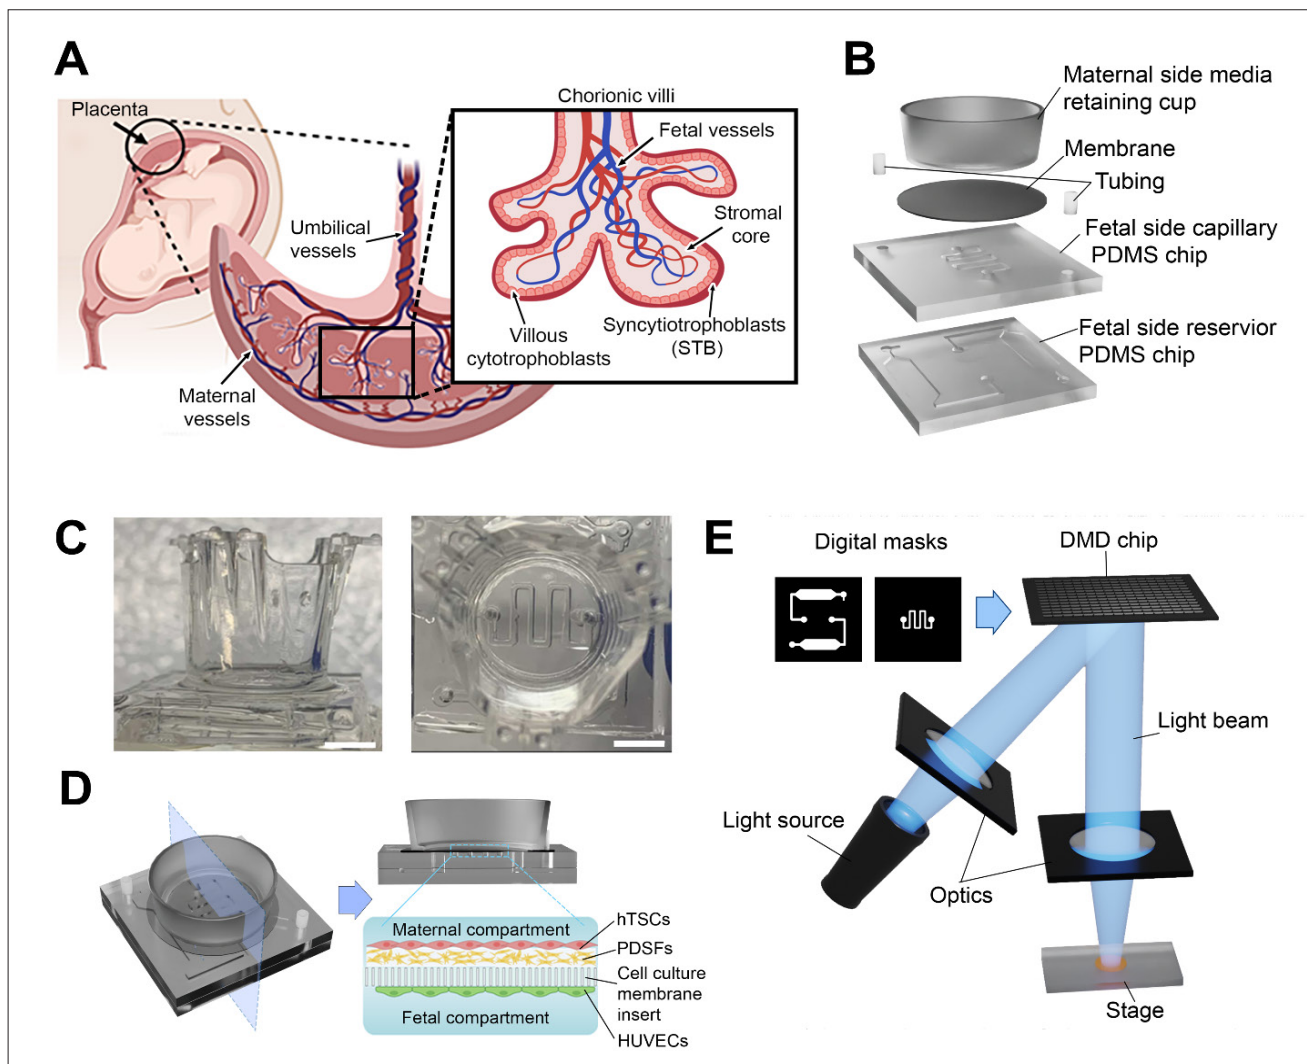 A
Placenta
Chorionic villi
Fetal vessels
Umbilical
vessels
Stromal
core
Villous
cytotrophoblasts
Syncytiotrophoblasts
(STB)
Maternal
vessels
B
Maternal side media
retaining cup
Membrane
Tubing
Fetal side capillary
PDMS chip
Fetal side reservior
PDMS chip
C
D
Maternal compartment
Fetal compartment
hTSCs
PDSFs
Cell culture
membrane
insert
HUVECs
E
Digital masks
DMD chip
Light beam
Light source
Optics
Stage